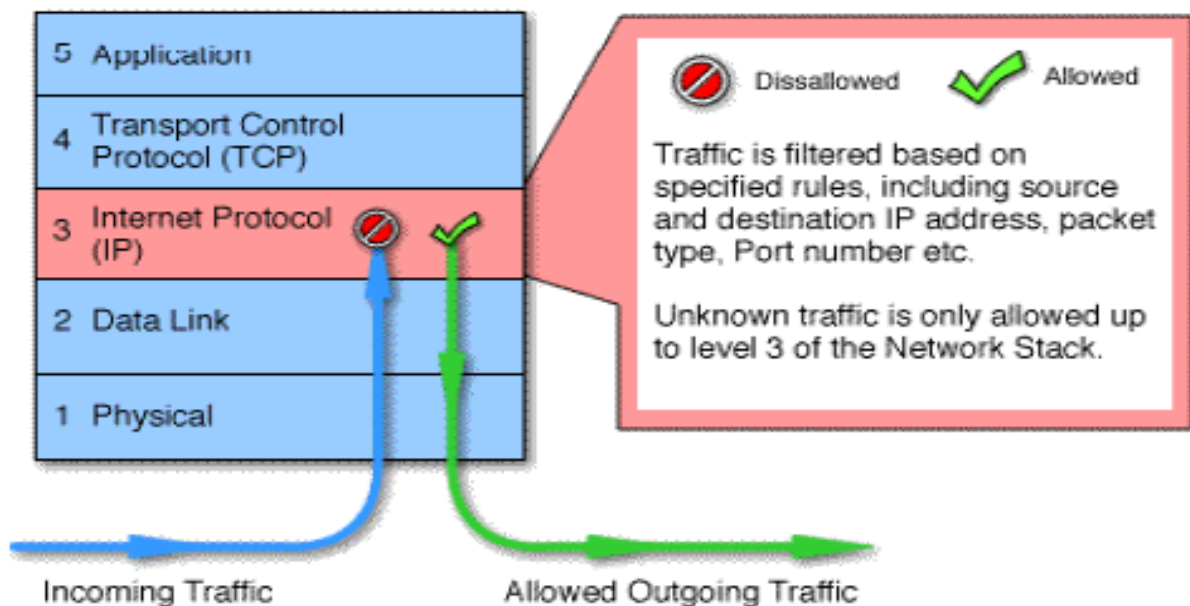 5 Application
4 Transport Control
Protocol (TCP)
3 Internet Protocol
(IP)
2 Data Link
1 Physical
Dissallowed
Allowed
Traffic is filtered based on
specified rules, including source
and destination IP address, packet
type, Port number etc.
Unknown traffic is only allowed up
to level 3 of the Network Stack.
Incoming Traffic
Allowed Outgoing Traffic